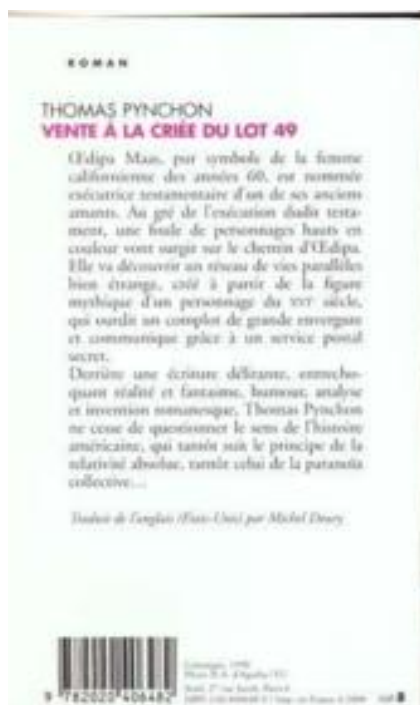 ROMAN
THOMAS PYNCHON
VENTE À LA CRIÉE DU LOT 49
Œdipa Maas, pur symbole de la femme
californienne des années 60, est nommée
exécutrice testamentaire d'un de ses anciens
amants. Au gré de l'exécution dudit testa-
ment, une foule de personnages hauts en
couleur vont surgir sur le chemin d'Œdipa.
Elle va découvrir un réseau de vies parallèles
bien étrange, créé à partir de la figure
mythique d'un personnage du XVIᵉ siècle,
qui ourdit un complot de grande envergure
et communique grâce à un service postal
secret.
Derrière une écriture délirante, entrecho-
quant réalité et fantasme, humour, analyse
et invention romanesque, Thomas Pynchon
ne cesse de questionner le sens de l'histoire
américaine, qui tantôt suit le principe de la
relativité absolue, tantôt celui de la paranoïa
collective...
Traduit de l'anglais (États-Unis) par Michel Doury
9 782020 406482